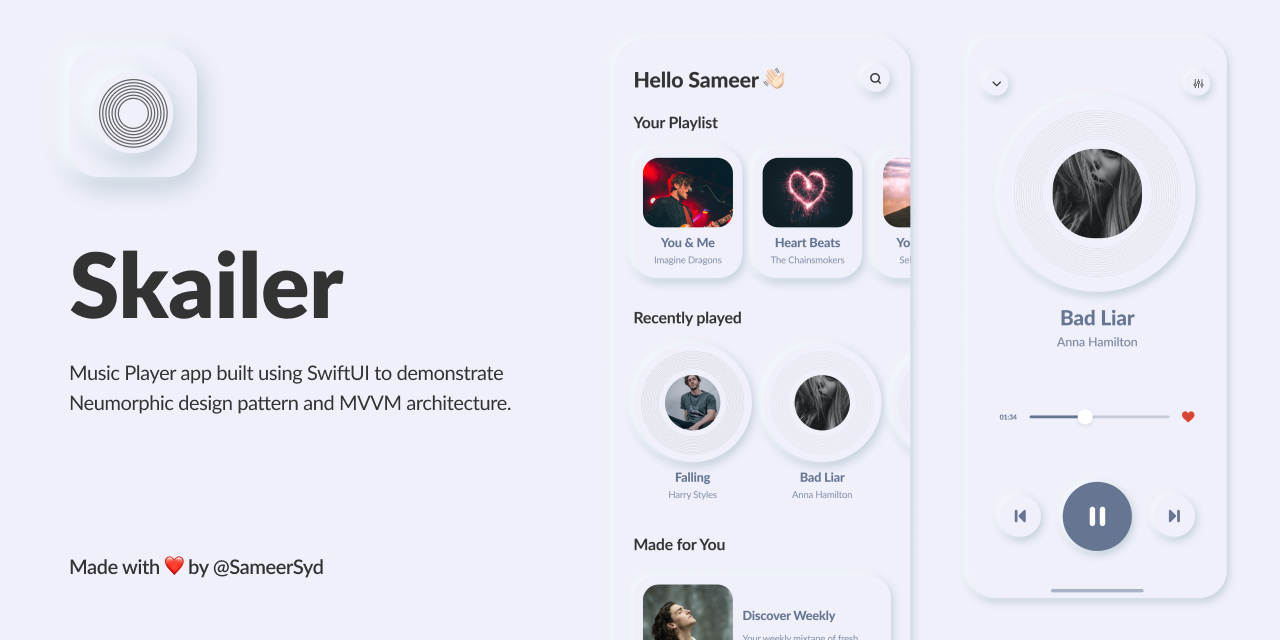 Skailer
Music Player app built using SwiftUI to demonstrate
Neumorphic design pattern and MVVM architecture.
Made with ❤️ by @SameerSyd
Hello Sameer 👋🏻
Your Playlist
You & Me
Imagine Dragons
Heart Beats
The Chainsmokers
Yo
Sel
Recently played
Falling
Harry Styles
Bad Liar
Anna Hamilton
Made for You
Discover Weekly
Your weekly mixtape of fresh
Bad Liar
Anna Hamilton
01:34